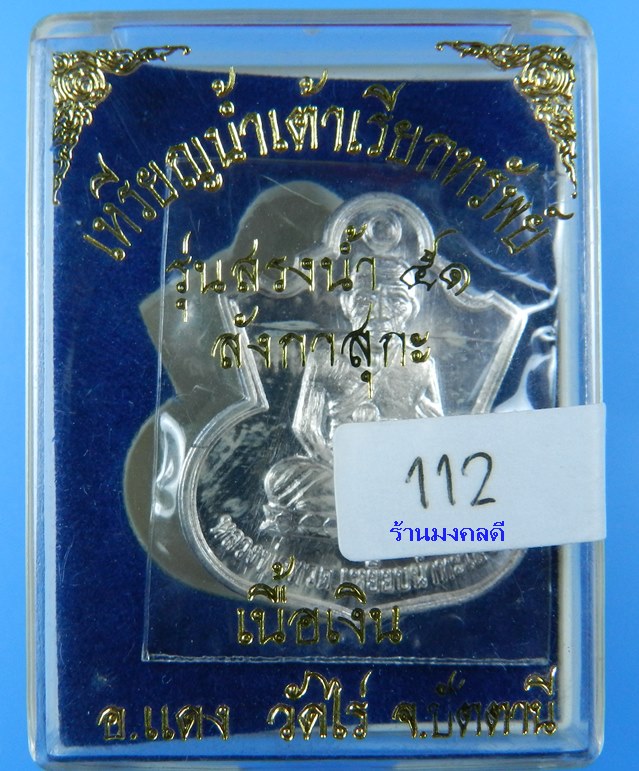 เหรียญน้ำเต้าเรียกทรัพย์
รุ่นสรงน้ำ ๕๑
ลังกาสุกะ
112
ร้านมงคลดี
เนื้อเงิน
อ.แดง วัดไร่ จ.ปัตตานี